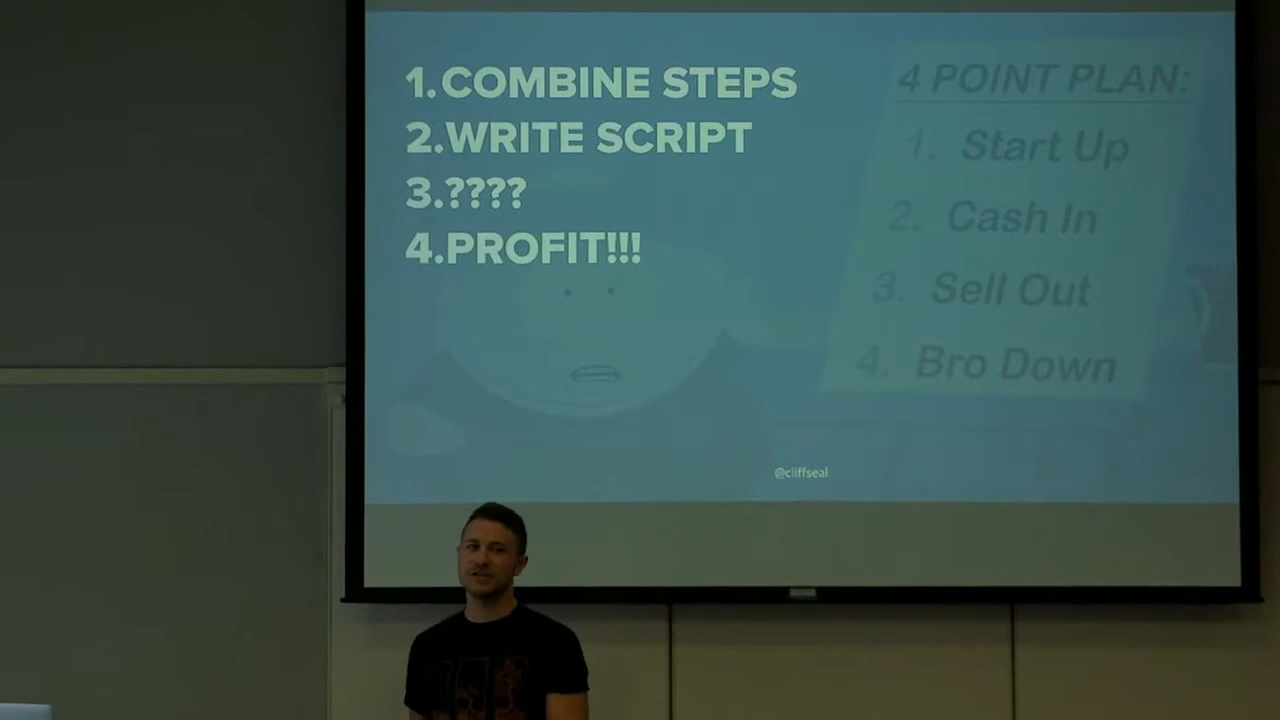 1.COMBINE STEPS
2.WRITE SCRIPT
3.????
4.PROFIT!!!
4 POINT PLAN:
1. Start Up
2. Cash In
3. Sell Out
4. Bro Down
@cliffseal